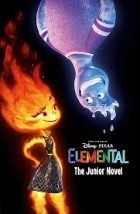 DISNEY PIXAR
ELEMENTAL
The Junior Novel